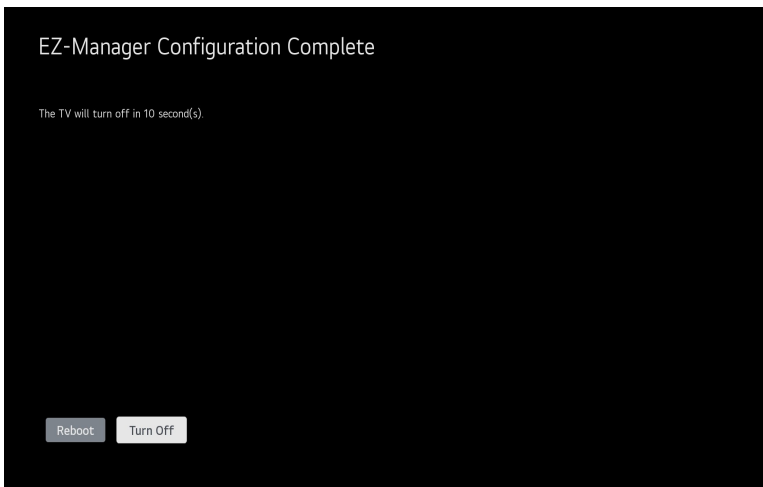 EZ-Manager Configuration Complete
The TV will turn off in 10 second(s).
Reboot
Turn Off